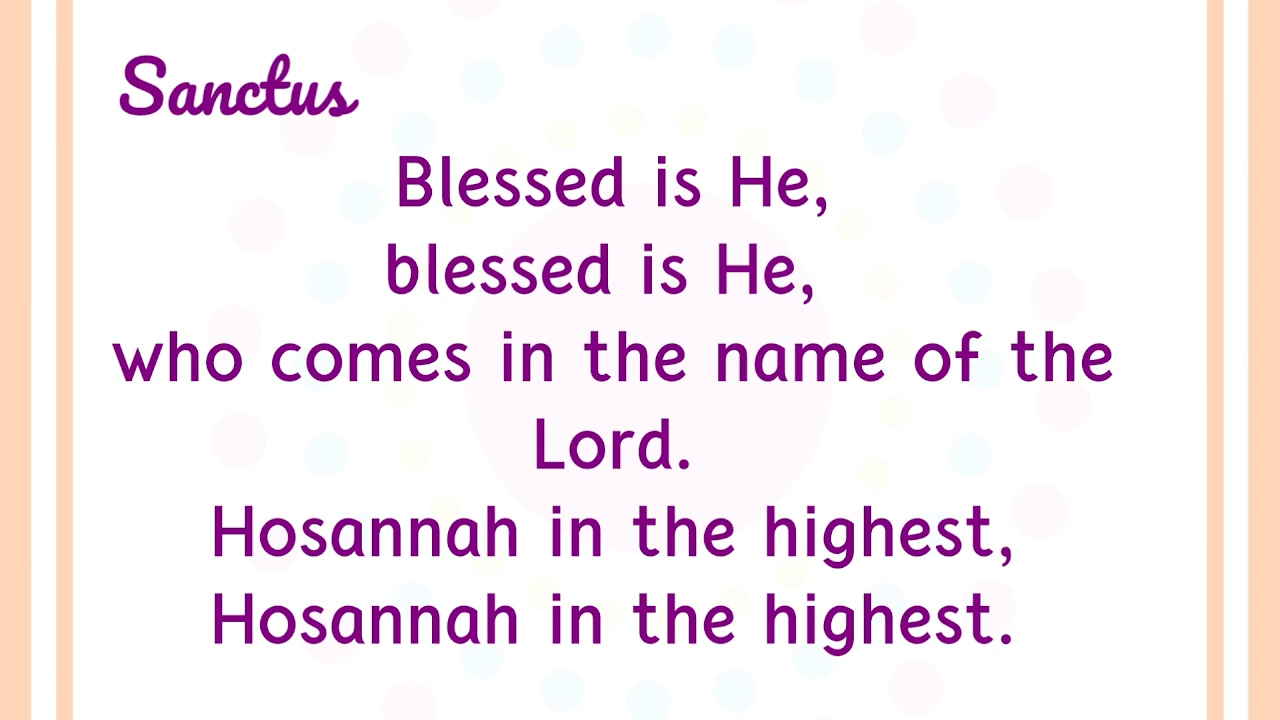 Sanctus
Blessed is He,
blessed is He,
who comes in the name of the
Lord.
Hosannah in the highest,
Hosannah in the highest.